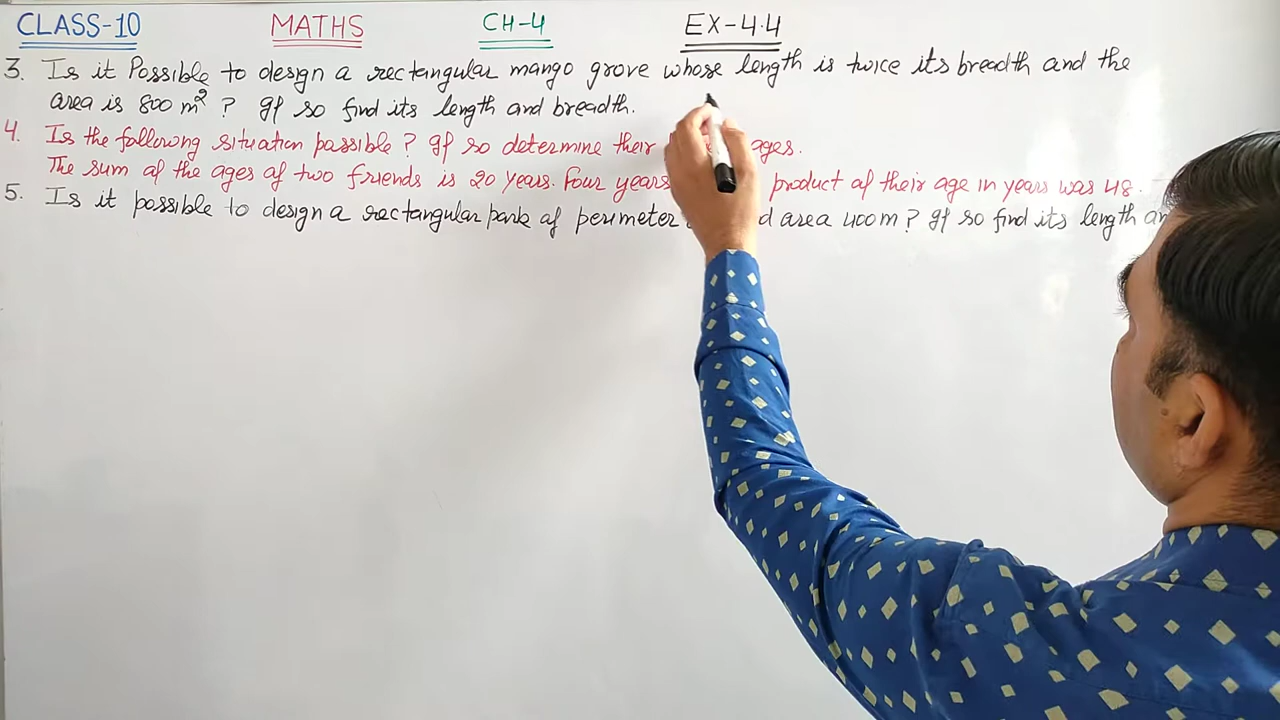 CLASS-10 MATHS CH-4 EX-4.4
3. Is it Possible to design a rectangular mango grove whose length is twice its breadth and the
area is 800 m² ? If so find its length and breadth.
4. Is the following situation possible ? If so determine their ages.
The sum of the ages of two friends is 20 years. Four years product of their age in years was 48.
5. Is it possible to design a rectangular park of perimeter area 400m ? If so find its length